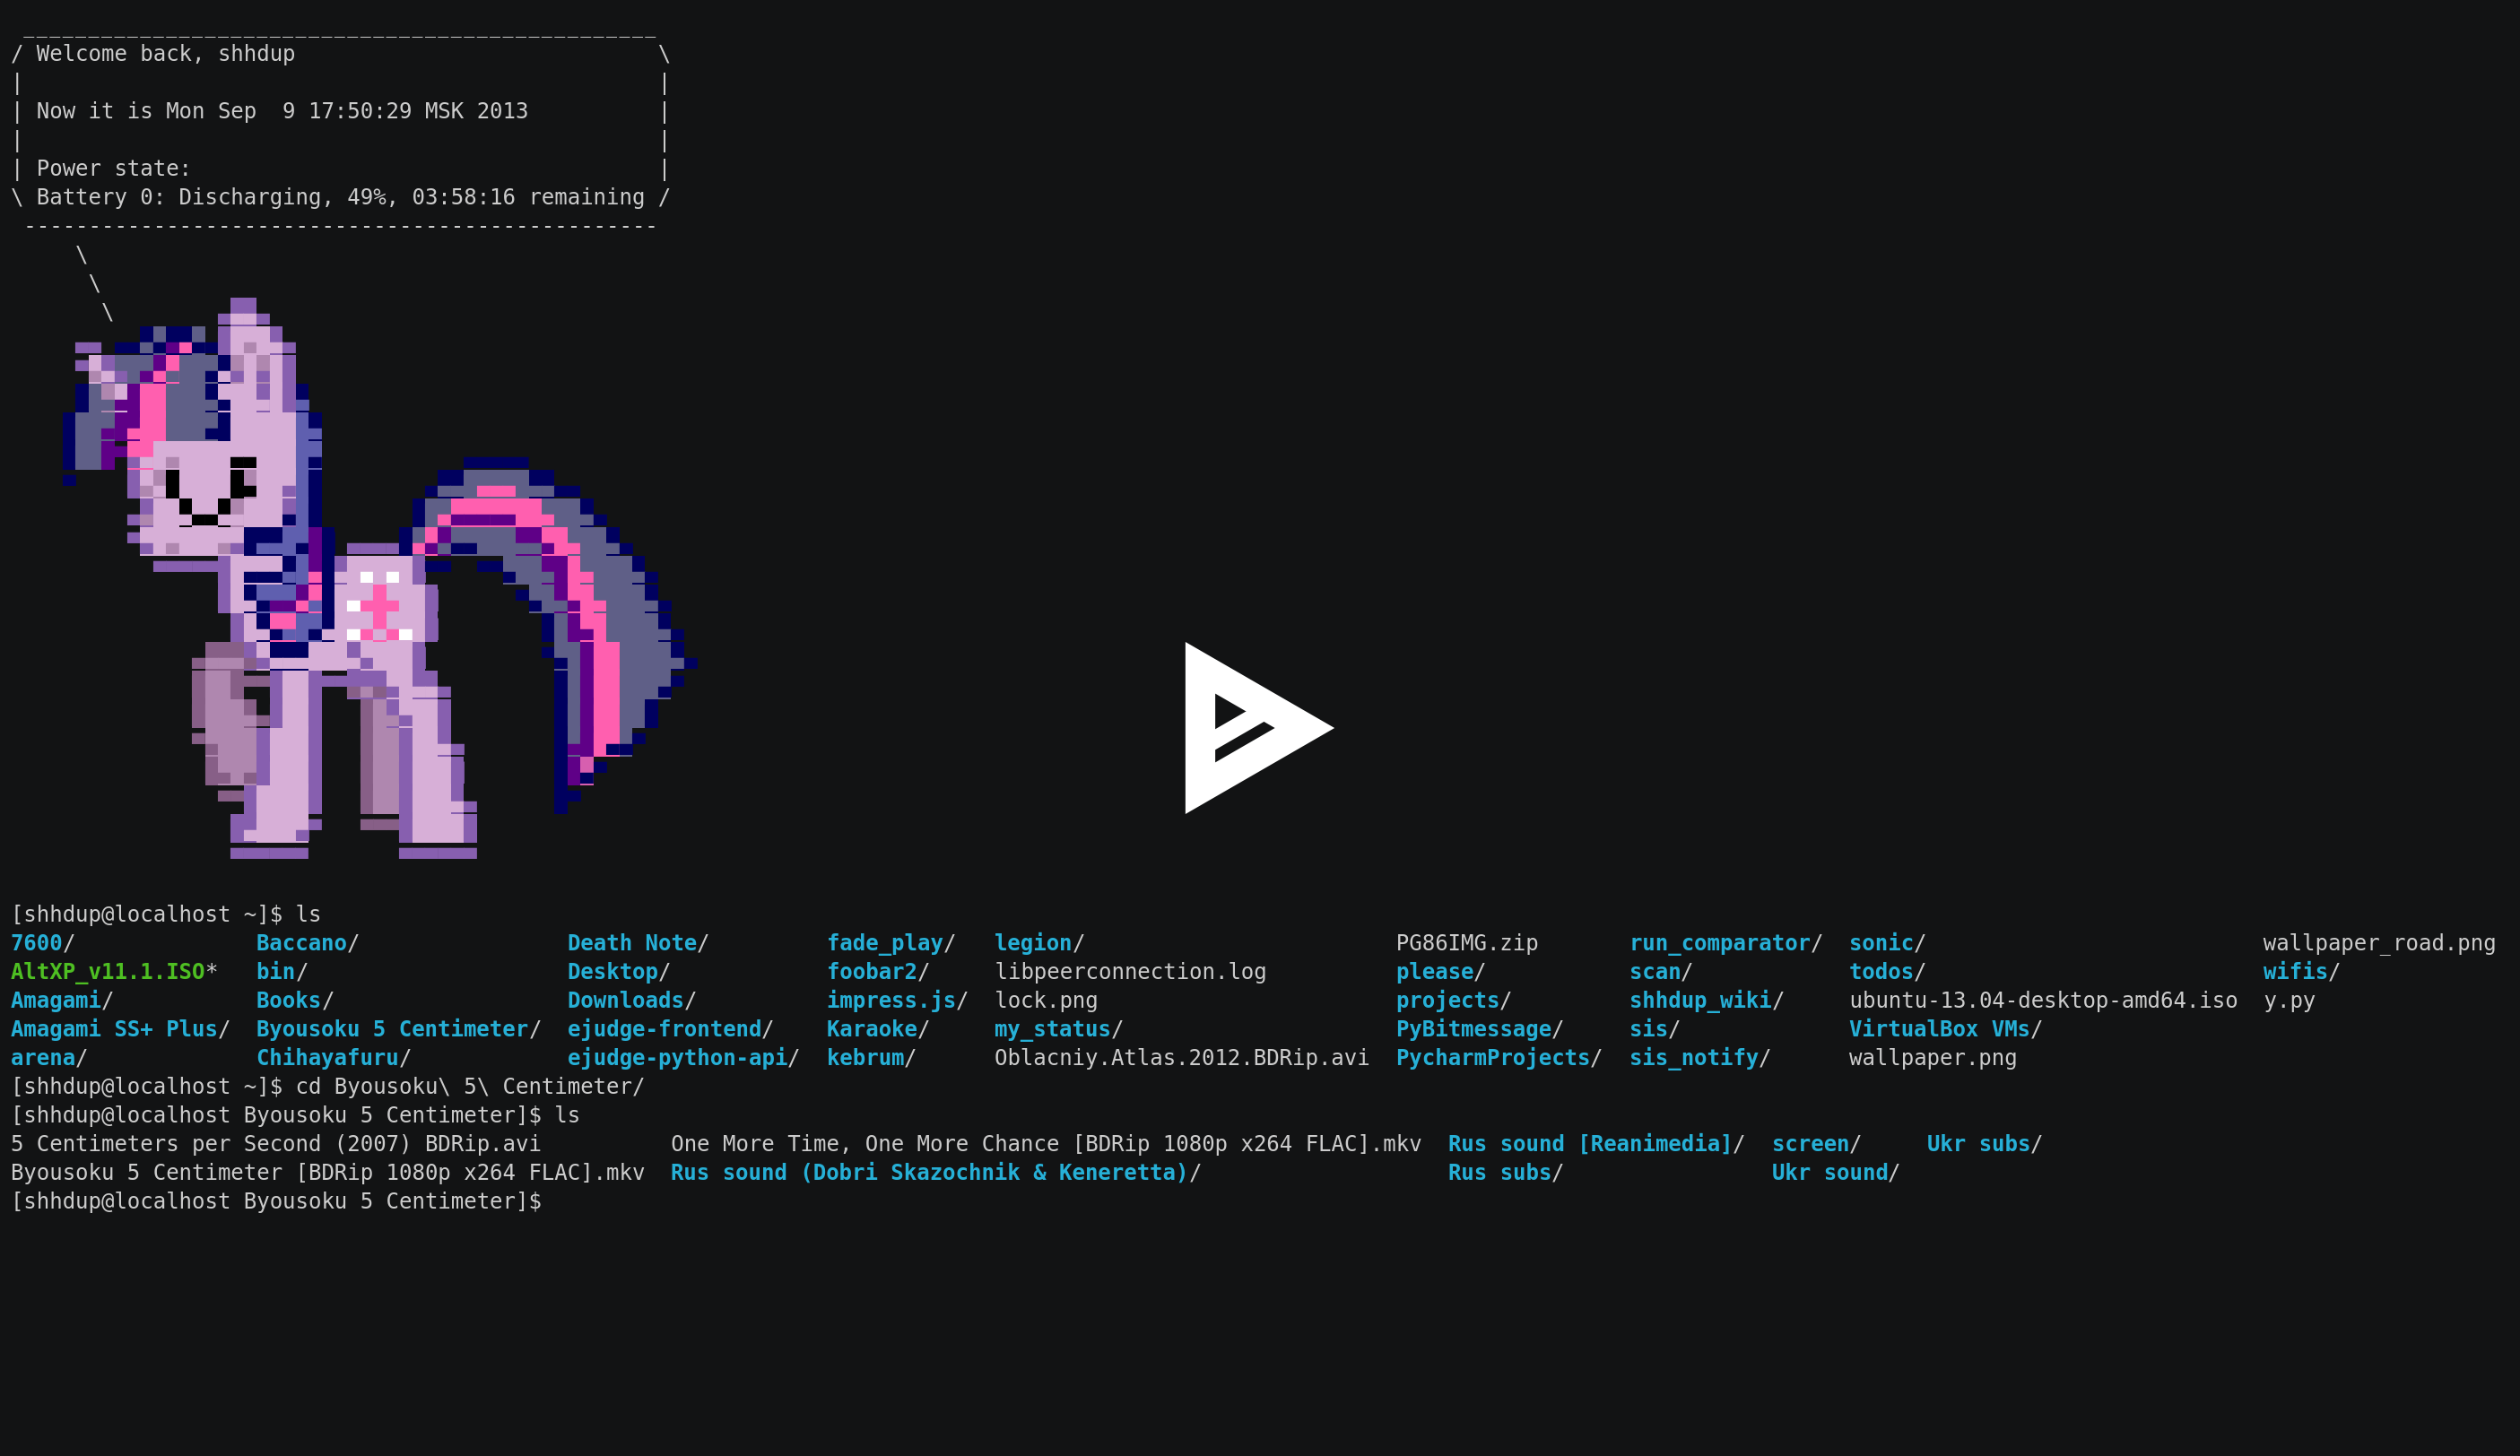 _________________________________________________
/ Welcome back, shhdup                            \
|                                                 |
| Now it is Mon Sep  9 17:50:29 MSK 2013          |
|                                                 |
| Power state:                                    |
\ Battery 0: Discharging, 49%, 03:58:16 remaining /
 -------------------------------------------------
     \
      \
       \
[shhdup@localhost ~]$ ls
7600/ Baccano/ Death Note/ fade_play/ legion/ PG86IMG.zip run_comparator/ sonic/ wallpaper_road.png
AltXP_v11.1.ISO* bin/ Desktop/ foobar2/ libpeerconnection.log please/ scan/ todos/ wifis/
Amagami/ Books/ Downloads/ impress.js/ lock.png projects/ shhdup_wiki/ ubuntu-13.04-desktop-amd64.iso y.py
Amagami SS+ Plus/ Byousoku 5 Centimeter/ ejudge-frontend/ Karaoke/ my_status/ PyBitmessage/ sis/ VirtualBox VMs/
arena/ Chihayafuru/ ejudge-python-api/ kebrum/ Oblacniy.Atlas.2012.BDRip.avi PycharmProjects/ sis_notify/ wallpaper.png
[shhdup@localhost ~]$ cd Byousoku\ 5\ Centimeter/
[shhdup@localhost Byousoku 5 Centimeter]$ ls
5 Centimeters per Second (2007) BDRip.avi One More Time, One More Chance [BDRip 1080p x264 FLAC].mkv Rus sound [Reanimedia]/ screen/ Ukr subs/
Byousoku 5 Centimeter [BDRip 1080p x264 FLAC].mkv Rus sound (Dobri Skazochnik & Keneretta)/ Rus subs/ Ukr sound/
[shhdup@localhost Byousoku 5 Centimeter]$